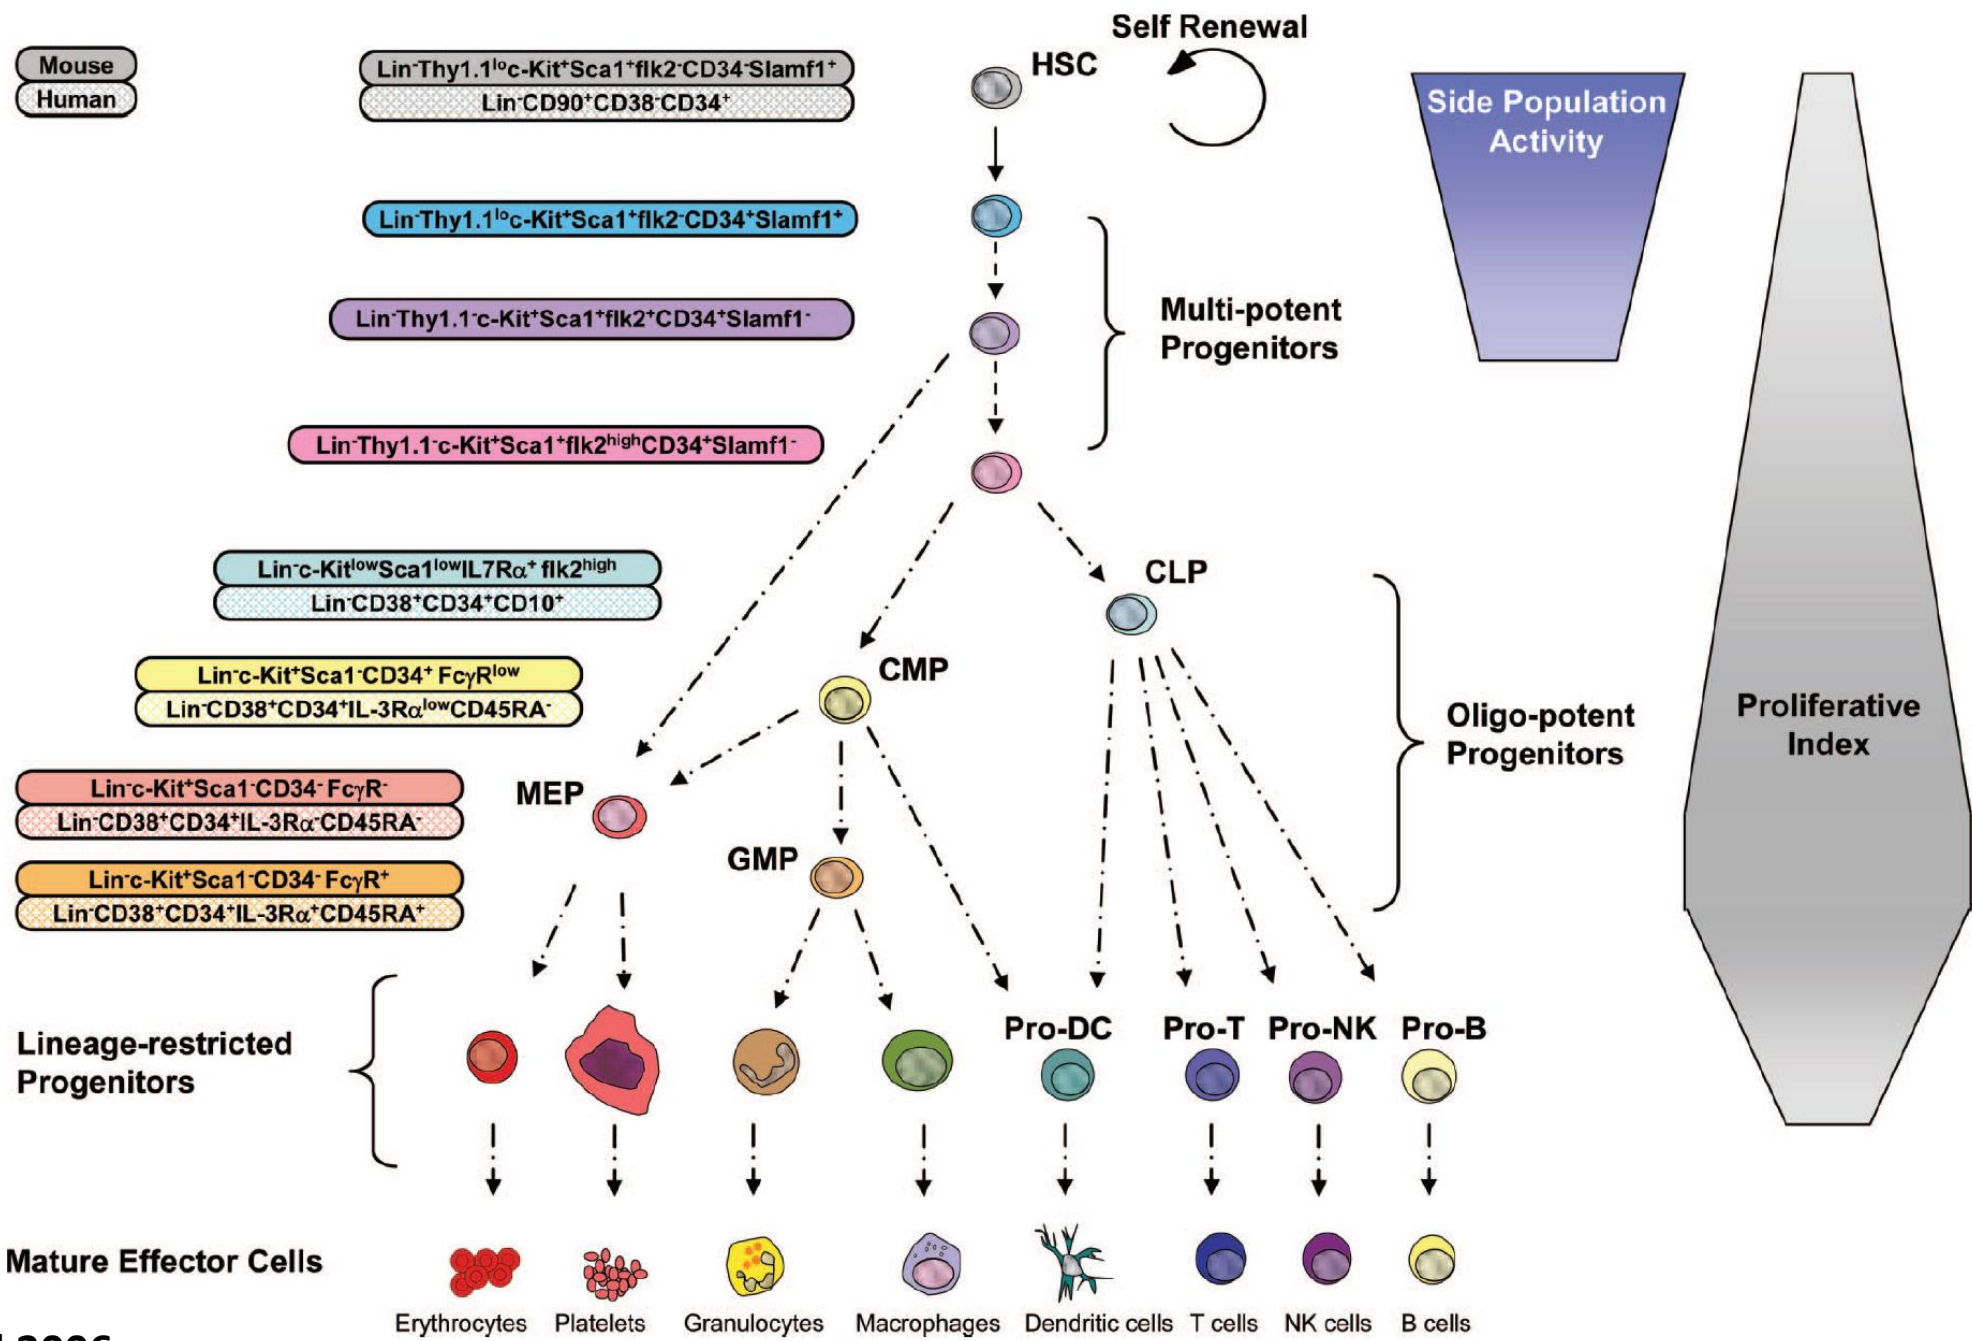 Self Renewal
Mouse
Human
Lin⁻Thy1.1ˡᵒc-Kit⁺Sca1⁺flk2⁻CD34⁻Slamf1⁺
Lin⁻CD90⁺CD38⁻CD34⁺
HSC
Side Population
Activity
Lin⁻Thy1.1ˡᵒc-Kit⁺Sca1⁺flk2⁻CD34⁺Slamf1⁺
Lin⁻Thy1.1⁻c-Kit⁺Sca1⁺flk2⁺CD34⁺Slamf1⁻
Multi-potent
Progenitors
Lin⁻Thy1.1⁻c-Kit⁺Sca1⁺flk2ʰⁱᵍʰCD34⁺Slamf1⁻
Lin⁻c-KitˡᵒʷSca1ˡᵒʷIL7Rα⁺ flk2ʰⁱᵍʰ
Lin⁻CD38⁺CD34⁺CD10⁺
CLP
Lin⁻c-Kit⁺Sca1⁻CD34⁺ FcγRˡᵒʷ
Lin⁻CD38⁺CD34⁺IL-3RαˡᵒʷCD45RA⁻
CMP
Oligo-potent
Progenitors
Proliferative
Index
Lin⁻c-Kit⁺Sca1⁻CD34⁻ FcγR⁻
Lin⁻CD38⁺CD34⁺IL-3Rα⁻CD45RA⁻
MEP
Lin⁻c-Kit⁺Sca1⁻CD34⁻ FcγR⁺
Lin⁻CD38⁺CD34⁺IL-3Rα⁺CD45RA⁺
GMP
Lineage-restricted
Progenitors
Pro-DC Pro-T Pro-NK Pro-B
Mature Effector Cells
Erythrocytes Platelets Granulocytes Macrophages Dendritic cells T cells NK cells B cells